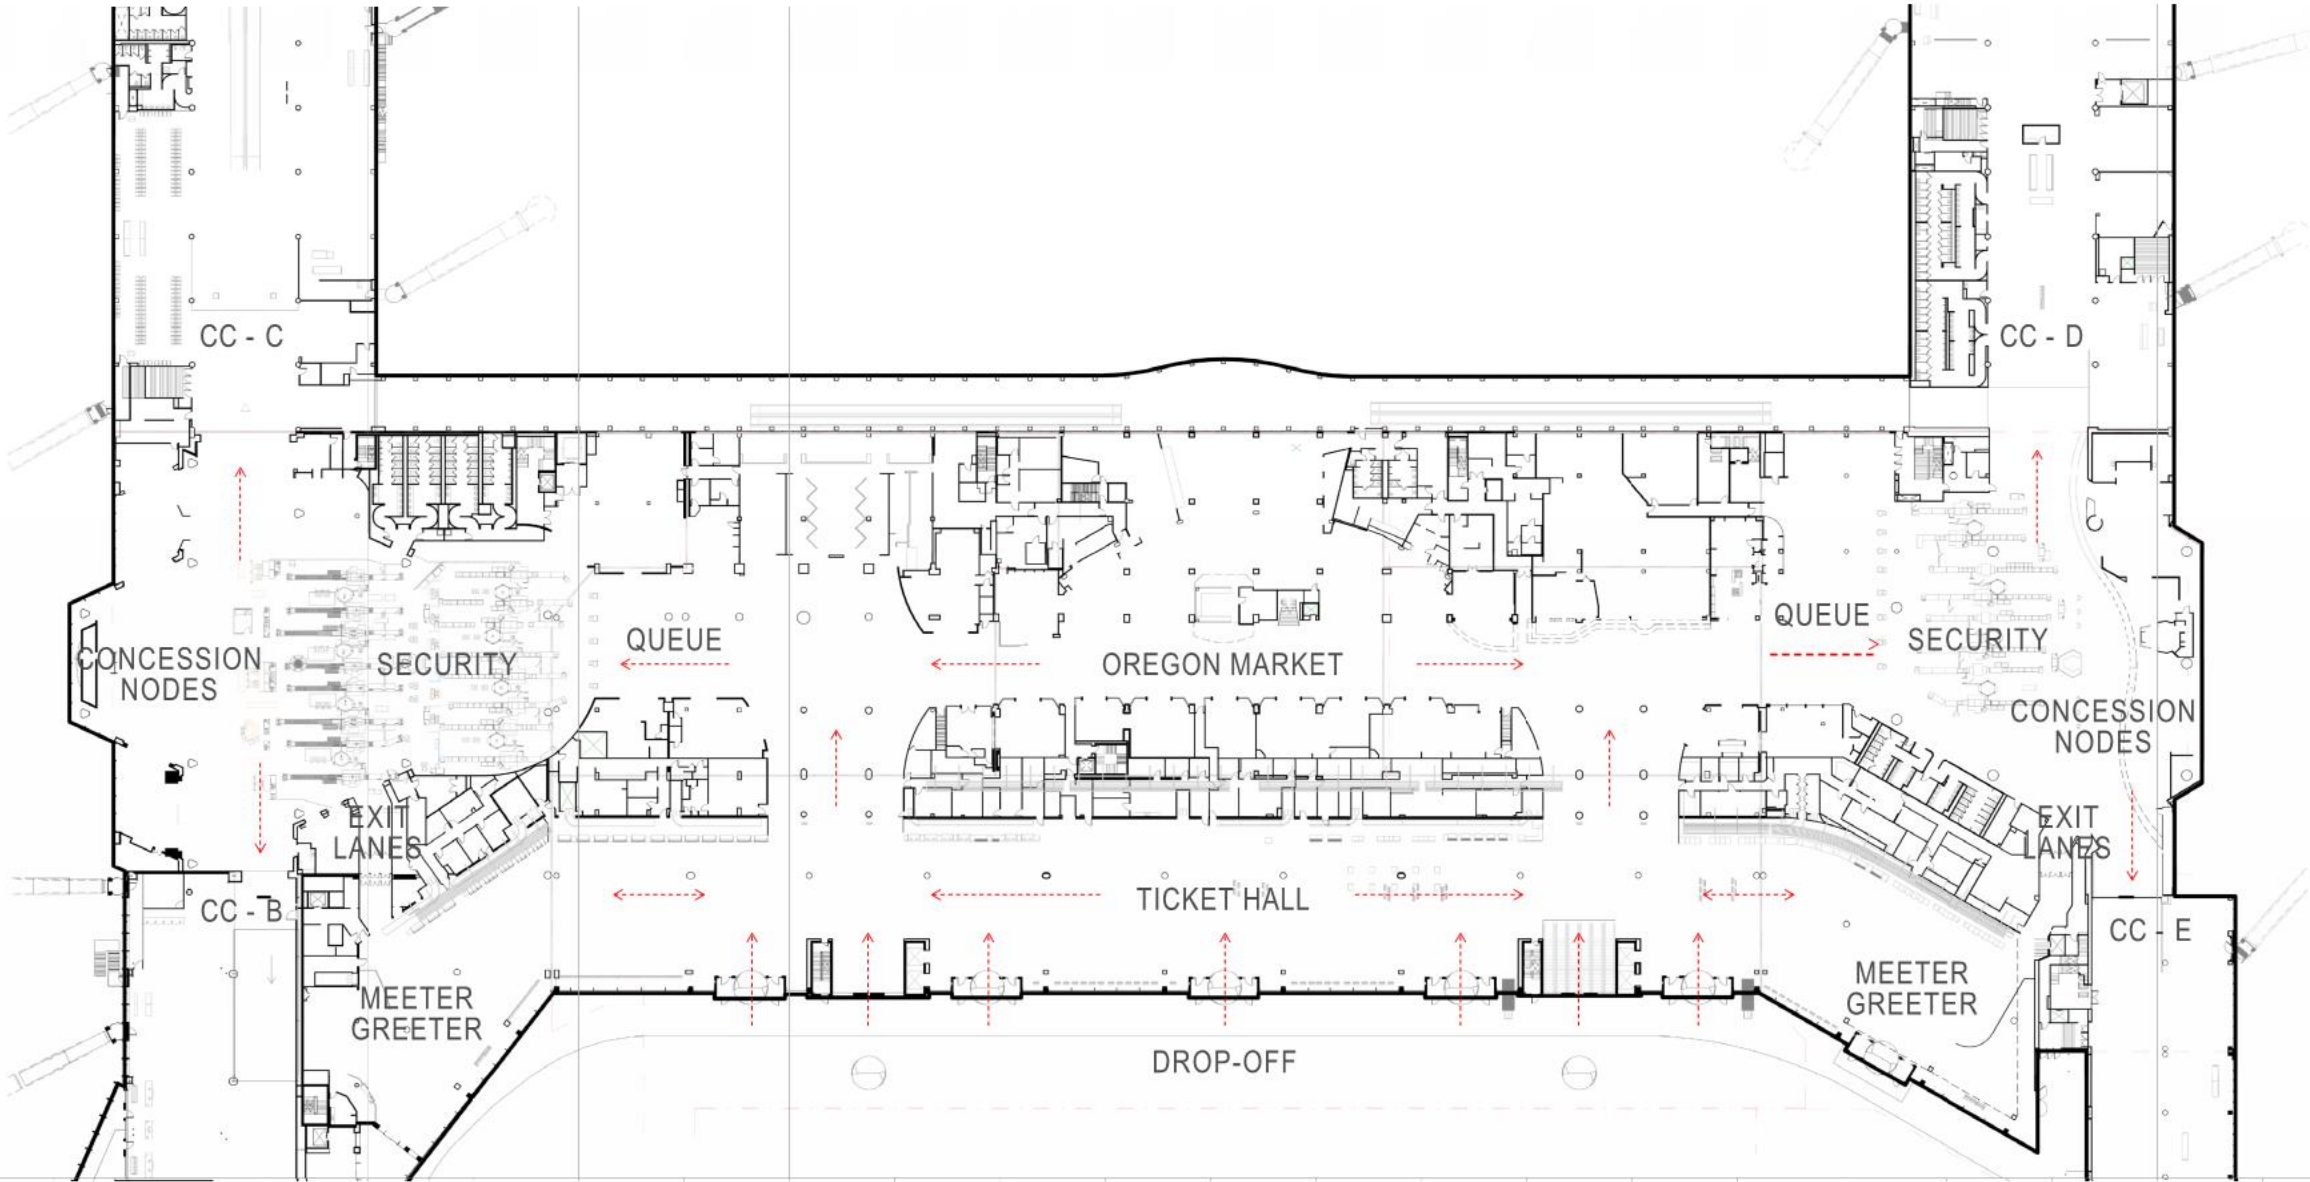 CC - C
CC - D
QUEUE
QUEUE
CONCESSION
NODES
SECURITY
OREGON MARKET
SECURITY
CONCESSION
NODES
EXIT
LANES
EXIT
LANES
CC - B
TICKET HALL
CC - E
MEETER
GREETER
MEETER
GREETER
DROP-OFF